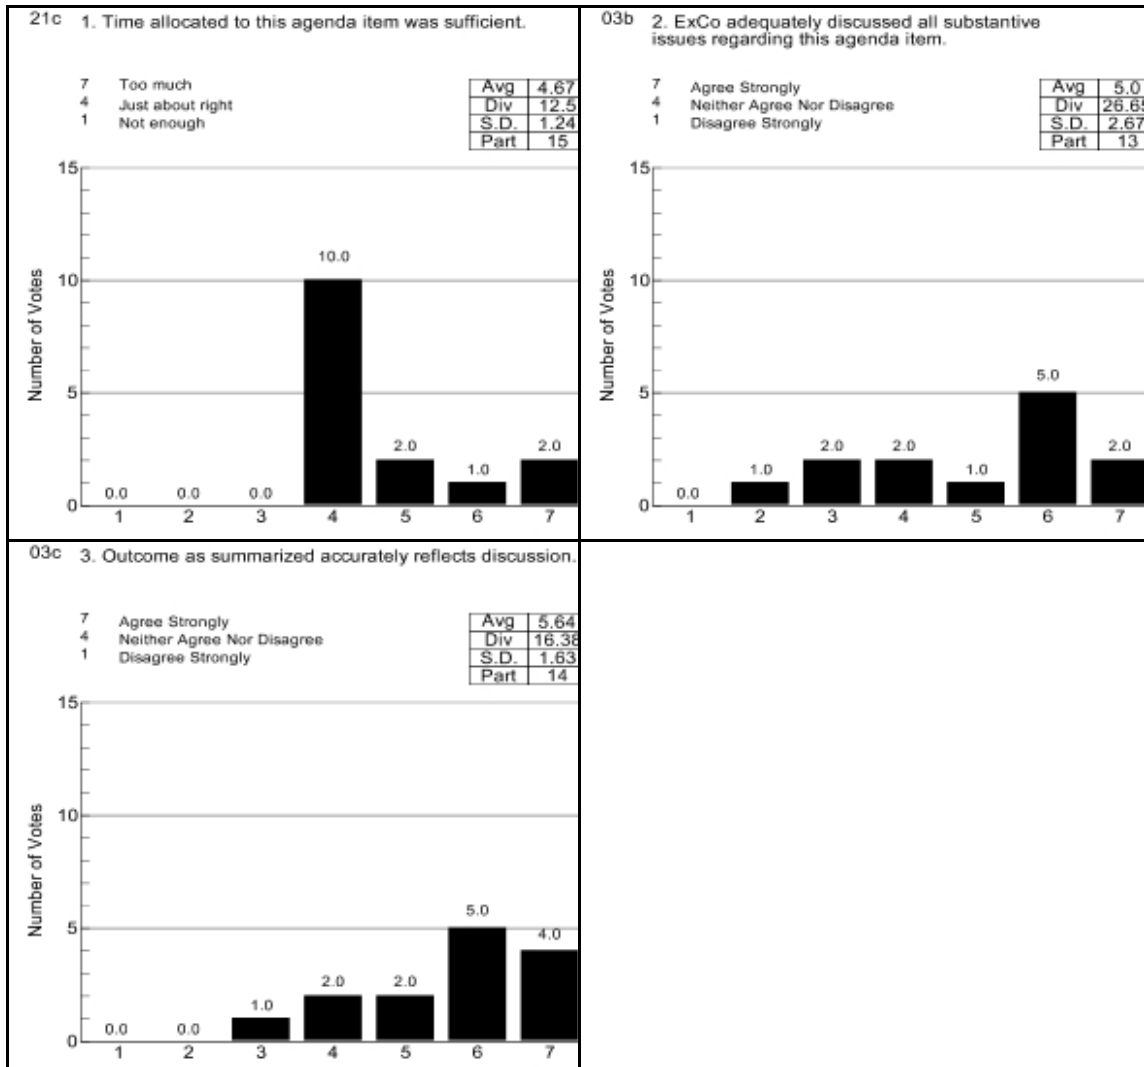 21c 1. Time allocated to this agenda item was sufficient.
7 Too much
4 Just about right
1 Not enough
Avg 4.67
Div 12.5
S.D. 1.24
Part 15
Number of Votes
15
10
5
0
0.0 0.0 0.0 10.0 2.0 1.0 2.0
1 2 3 4 5 6 7
03b 2. ExCo adequately discussed all substantive
issues regarding this agenda item.
7 Agree Strongly
4 Neither Agree Nor Disagree
1 Disagree Strongly
Avg 5.0
Div 26.65
S.D. 2.67
Part 13
Number of Votes
15
10
5
0
0.0 1.0 2.0 2.0 1.0 5.0 2.0
1 2 3 4 5 6 7
03c 3. Outcome as summarized accurately reflects discussion.
7 Agree Strongly
4 Neither Agree Nor Disagree
1 Disagree Strongly
Avg 5.64
Div 16.38
S.D. 1.63
Part 14
Number of Votes
15
10
5
0
0.0 0.0 1.0 2.0 2.0 5.0 4.0
1 2 3 4 5 6 7